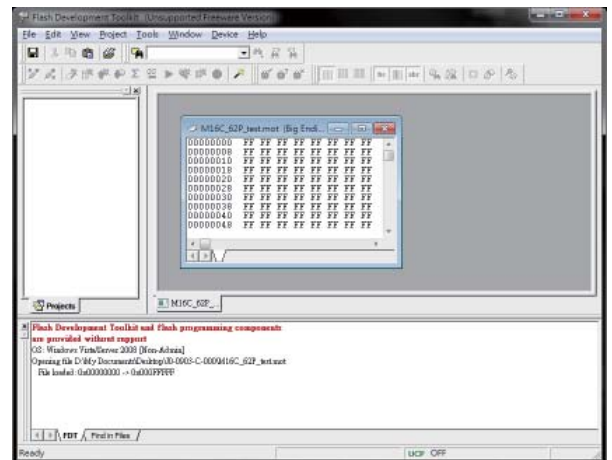 Flash Development Toolkit (Unsupported Freeware Version)
File Edit View Project Tools Window Device Help
M16C_62P_test.mot (Big Endi...
00000000 FF FF FF FF FF FF FF FF
00000008 FF FF FF FF FF FF FF FF
00000010 FF FF FF FF FF FF FF FF
00000018 FF FF FF FF FF FF FF FF
00000020 FF FF FF FF FF FF FF FF
00000028 FF FF FF FF FF FF FF FF
00000030 FF FF FF FF FF FF FF FF
00000038 FF FF FF FF FF FF FF FF
00000040 FF FF FF FF FF FF FF FF
00000048 FF FF FF FF FF FF FF FF
Projects
M16C_62P_...
Flash Development Toolkit and Flash programming components
are provided without support
OS: Windows Vista/Server 2008 [Non-Admin]
Opening file D:\My Documents\Desktop\
File loaded: 0x00000000 -> 0x000FFFFF
FDT Find in Files
Ready
UCF OFF